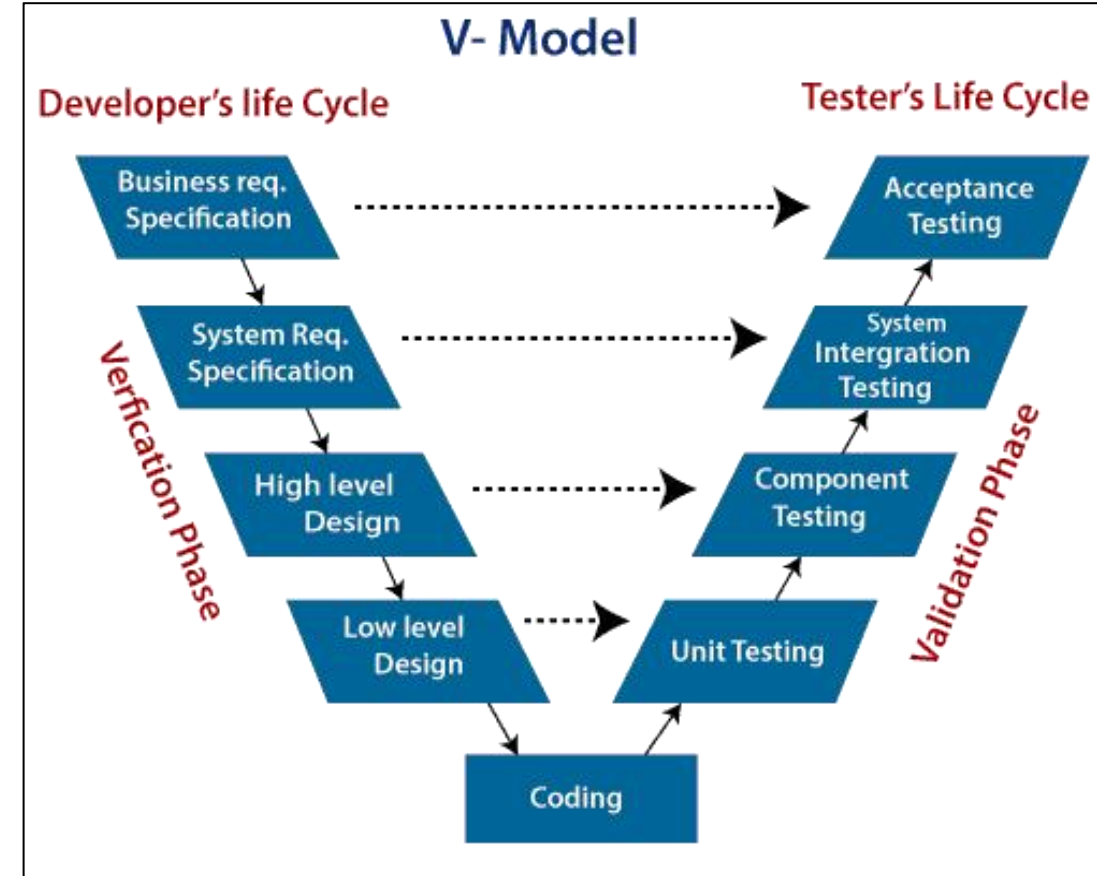 V- Model
Developer's life Cycle
Tester's Life Cycle
Business req.
Specification
Acceptance
Testing
System Req.
Specification
System
Intergration
Testing
Verfication Phase
High level
Design
Component
Testing
Validation Phase
Low level
Design
Unit Testing
Coding